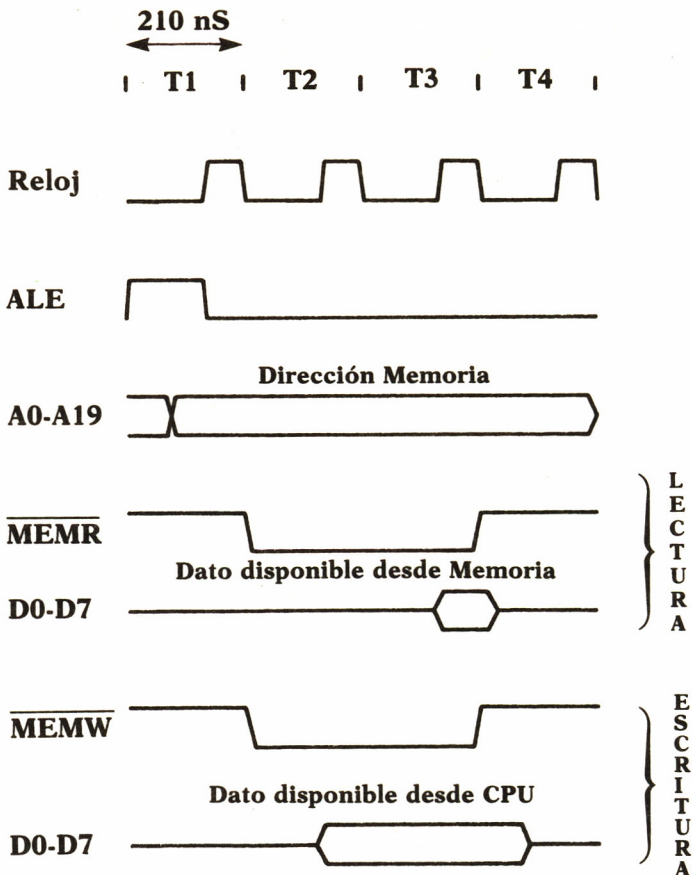 210 nS
T1 T2 T3 T4
Reloj
ALE
Dirección Memoria
A0-A19
MEMR
Dato disponible desde Memoria
D0-D7
LECTURA
MEMW
Dato disponible desde CPU
D0-D7
ESCRITURA